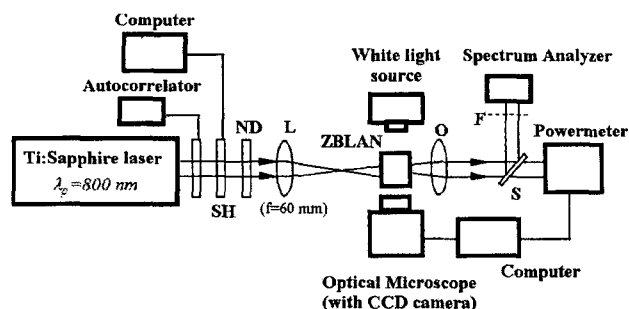 Computer
Autocorrelator
White light
source
Spectrum Analyzer
ND
L
ZBLAN
O
F
Powermeter
Ti:Sapphire laser
λc =800 nm
SH
(f=60 mm)
S
Optical Microscope
(with CCD camera)
Computer